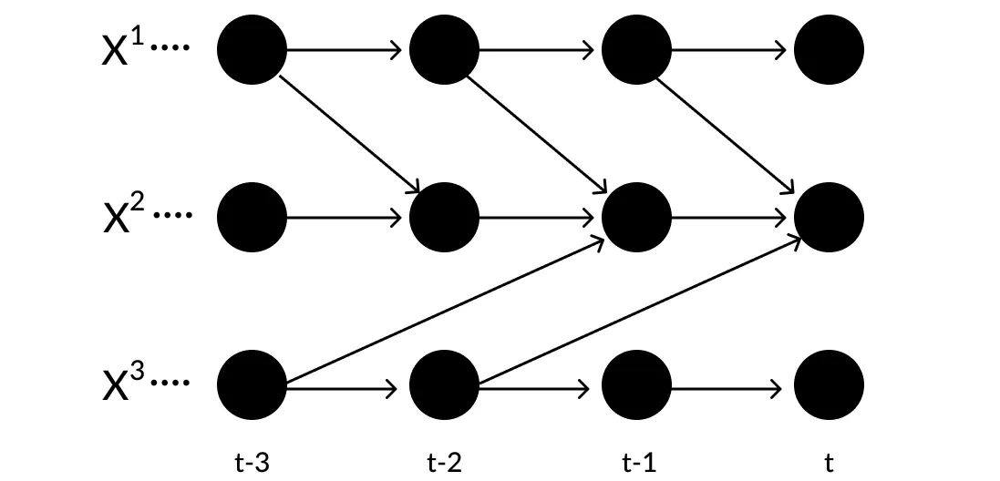 X¹ ....
X² ....
X³ ....
t-3 t-2 t-1 t